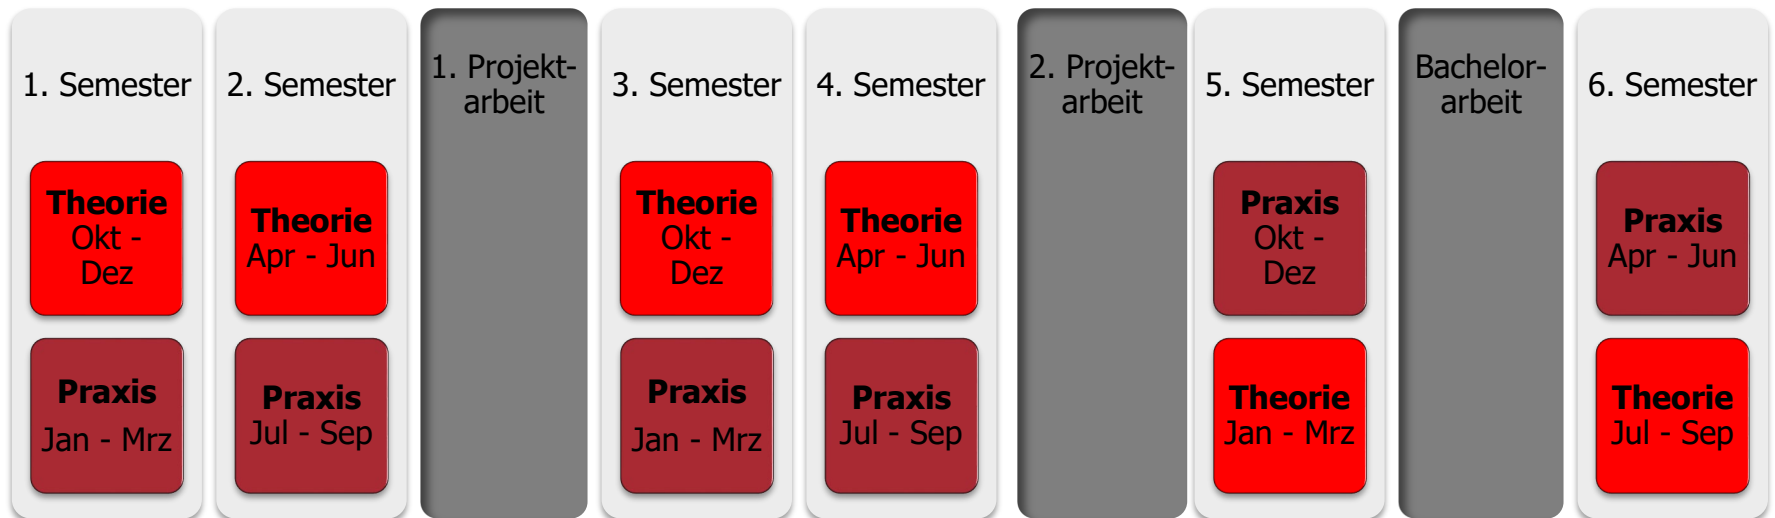 1. Semester
Theorie
Okt -
Dez
Praxis
Jan - Mrz
2. Semester
Theorie
Apr - Jun
Praxis
Jul - Sep
1. Projekt-
arbeit
3. Semester
Theorie
Okt -
Dez
Praxis
Jan - Mrz
4. Semester
Theorie
Apr - Jun
Praxis
Jul - Sep
2. Projekt-
arbeit
5. Semester
Praxis
Okt -
Dez
Theorie
Jan - Mrz
Bachelor-
arbeit
6. Semester
Praxis
Apr - Jun
Theorie
Jul - Sep